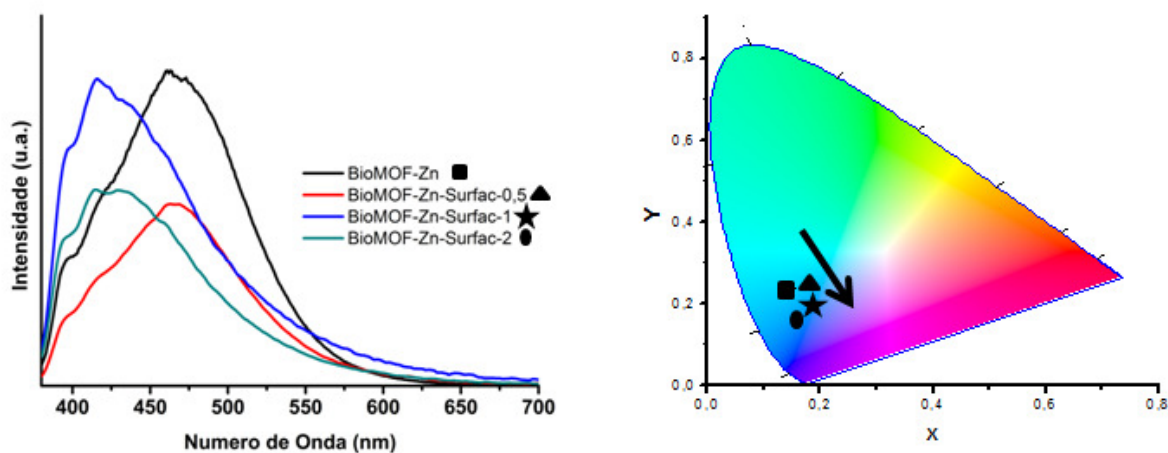 Intensidade (u.a.)
BioMOF-Zn
BioMOF-Zn-Surfac-0,5
BioMOF-Zn-Surfac-1
BioMOF-Zn-Surfac-2
400 450 500 550 600 650 700
Numero de Onda (nm)
Y
0,8
0,6
0,4
0,2
0,0
0,0 0,2 0,4 0,6 0,8
X